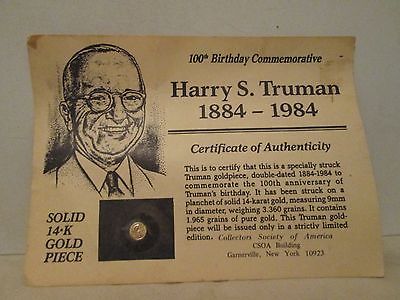 100th Birthday Commemorative
Harry S. Truman
1884 - 1984
Certificate of Authenticity
This is to certify that this is a specially struck
Truman goldpiece, double-dated 1884-1984 to
commemorate the 100th anniversary of
Truman's birthday. It has been struck on a
planchet of solid 14-karat gold, measuring 9mm
in diameter, weighing 3.360 grains. It contains
1.965 grains of pure gold. This Truman gold-
piece will be issued only in a strictly limited
edition. Collectors Society of America
CSOA Building
Garnerville, New York 10923
SOLID
14·K
GOLD
PIECE